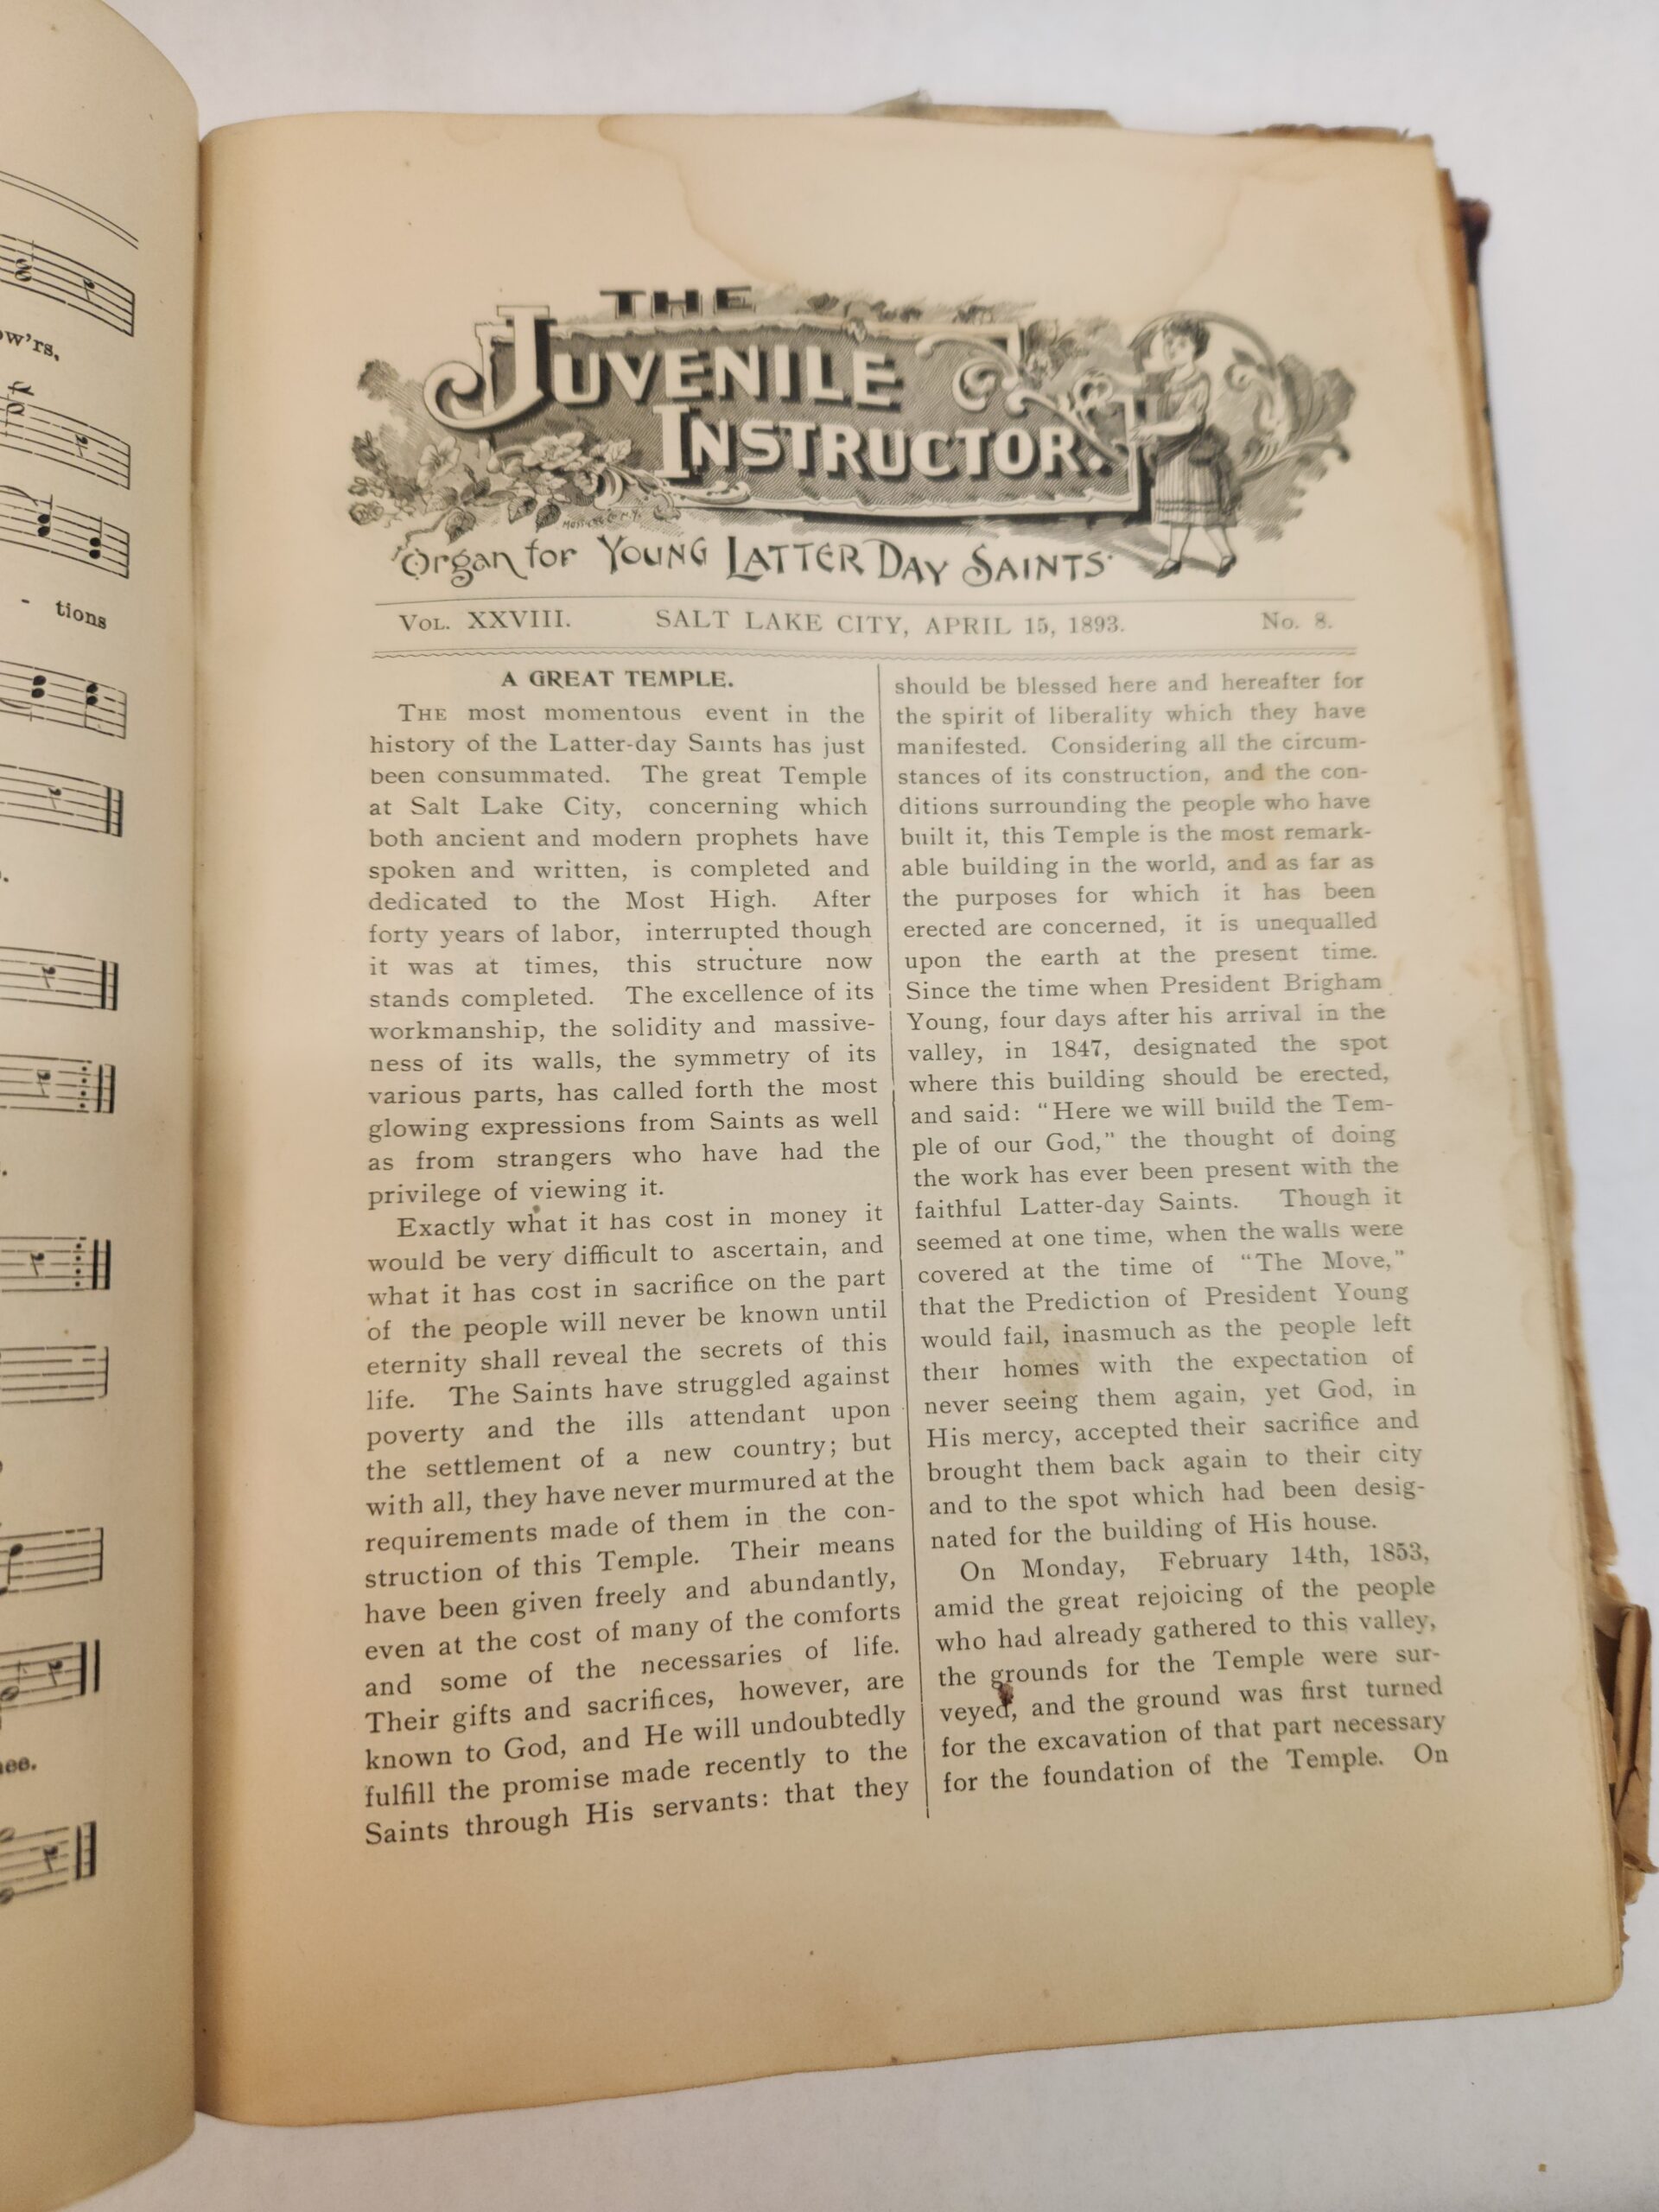 ow'rs,
- tions
nee.
THE
JUVENILE
INSTRUCTOR.
Organ for YOUNG LATTER DAY SAINTS
VOL. XXVIII. SALT LAKE CITY, APRIL 15, 1893. No. 8.
A GREAT TEMPLE.
THE most momentous event in the
history of the Latter-day Saints has just
been consummated. The great Temple
at Salt Lake City, concerning which
both ancient and modern prophets have
spoken and written, is completed and
dedicated to the Most High. After
forty years of labor, interrupted though
it was at times, this structure now
stands completed. The excellence of its
workmanship, the solidity and massive-
ness of its walls, the symmetry of its
various parts, has called forth the most
glowing expressions from Saints as well
as from strangers who have had the
privilege of viewing it.
Exactly what it has cost in money it
would be very difficult to ascertain, and
what it has cost in sacrifice on the part
of the people will never be known until
eternity shall reveal the secrets of this
life. The Saints have struggled against
poverty and the ills attendant upon
the settlement of a new country; but
with all, they have never murmured at the
requirements made of them in the con-
struction of this Temple. Their means
have been given freely and abundantly,
even at the cost of many of the comforts
and some of the necessaries of life.
Their gifts and sacrifices, however, are
known to God, and He will undoubtedly
fulfill the promise made recently to the
Saints through His servants: that they
should be blessed here and hereafter for
the spirit of liberality which they have
manifested. Considering all the circum-
stances of its construction, and the con-
ditions surrounding the people who have
built it, this Temple is the most remark-
able building in the world, and as far as
the purposes for which it has been
erected are concerned, it is unequalled
upon the earth at the present time.
Since the time when President Brigham
Young, four days after his arrival in the
valley, in 1847, designated the spot
where this building should be erected,
and said: "Here we will build the Tem-
ple of our God," the thought of doing
the work has ever been present with the
faithful Latter-day Saints. Though it
seemed at one time, when the walls were
covered at the time of "The Move,"
that the Prediction of President Young
would fail, inasmuch as the people left
their homes with the expectation of
never seeing them again, yet God, in
His mercy, accepted their sacrifice and
brought them back again to their city
and to the spot which had been desig-
nated for the building of His house.
On Monday, February 14th, 1853,
amid the great rejoicing of the people
who had already gathered to this valley,
the grounds for the Temple were sur-
veyed, and the ground was first turned
for the excavation of that part necessary
for the foundation of the Temple. On